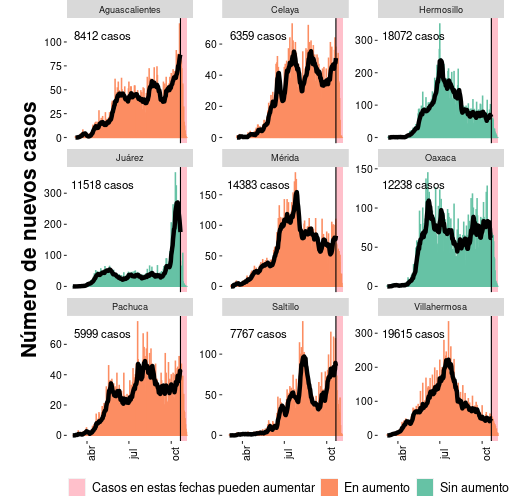 Número de nuevos casos
Aguascalientes
8412 casos
100
75
50
25
0
Celaya
6359 casos
60
40
20
0
Hermosillo
18072 casos
300
200
100
0
Juárez
11518 casos
300
200
100
0
Mérida
14383 casos
150
100
50
0
Oaxaca
12238 casos
150
100
50
0
Pachuca
5999 casos
60
40
20
0
abr
jul
oct
Saltillo
7767 casos
100
50
0
abr
jul
oct
Villahermosa
19615 casos
300
200
100
0
abr
jul
oct
Casos en estas fechas pueden aumentar
En aumento
Sin aumento